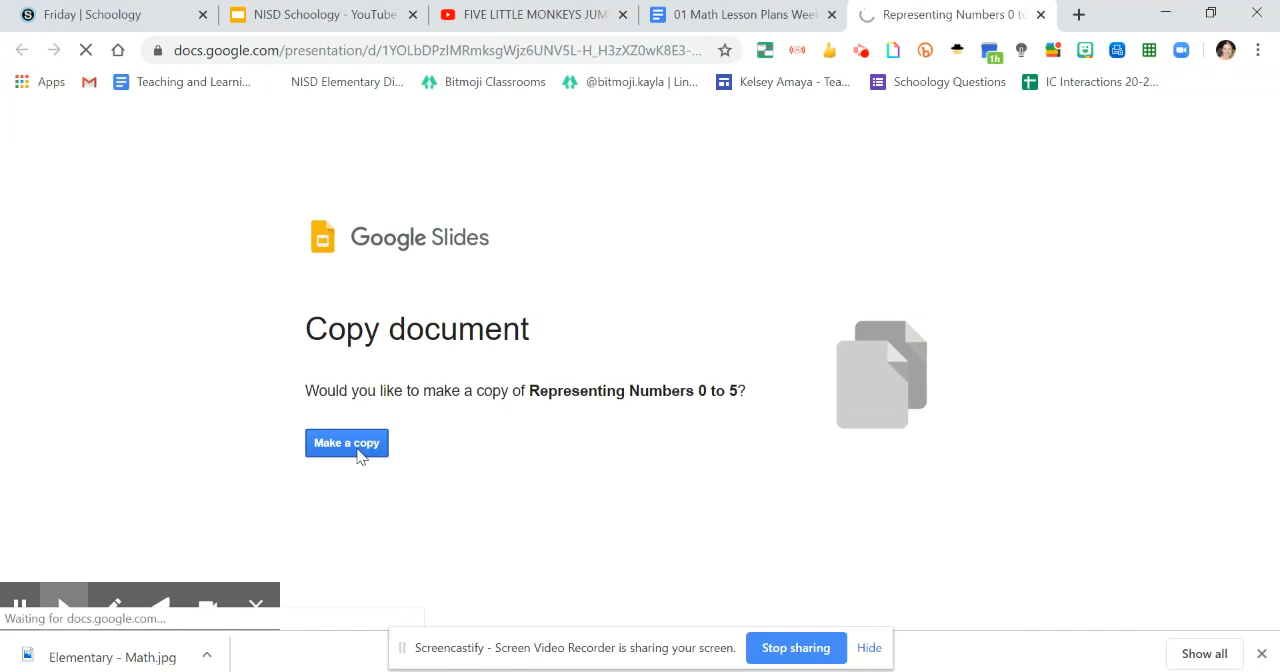 Friday | Schoology
NISD Schoology - YouTube
FIVE LITTLE MONKEYS JUM
01 Math Lesson Plans Week
Representing Numbers 0 to
docs.google.com/presentation/d/1YOLbDPzIMRmksgWjz6UNV5L-H_H3zXZ0wK8E3-...
1h
Apps
Teaching and Learni...
NISD Elementary Di...
Bitmoji Classrooms
@bitmoji.kayla | Lin...
Kelsey Amaya - Tea...
Schoology Questions
IC Interactions 20-2...
Google Slides
Copy document
Would you like to make a copy of Representing Numbers 0 to 5?
Make a copy
Waiting for docs.google.com...
Elementary - Math.jpg
Screencastify - Screen Video Recorder is sharing your screen.
Stop sharing
Hide
Show all